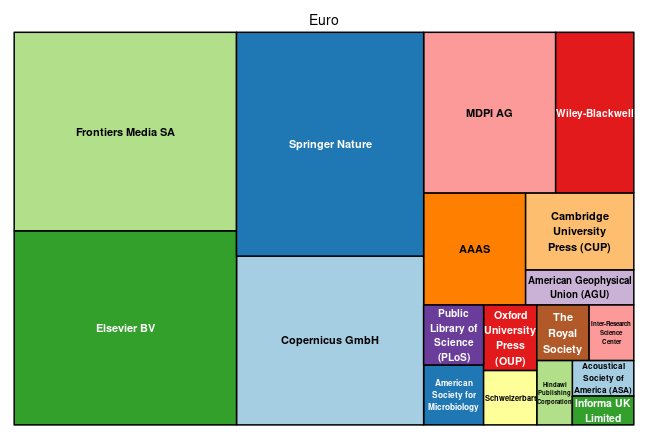 Euro
Frontiers Media SA
Elsevier BV
Springer Nature
Copernicus GmbH
MDPI AG
Wiley-Blackwell
AAAS
Cambridge
University
Press (CUP)
American Geophysical
Union (AGU)
Public
Library of
Science
(PLoS)
American
Society for
Microbiology
Oxford
University
Press
(OUP)
Schweizerbart
The
Royal
Society
Inter-Research
Science
Center
Hindawi
Publishing
Corporation
Acoustical
Society of
America (ASA)
Informa UK
Limited